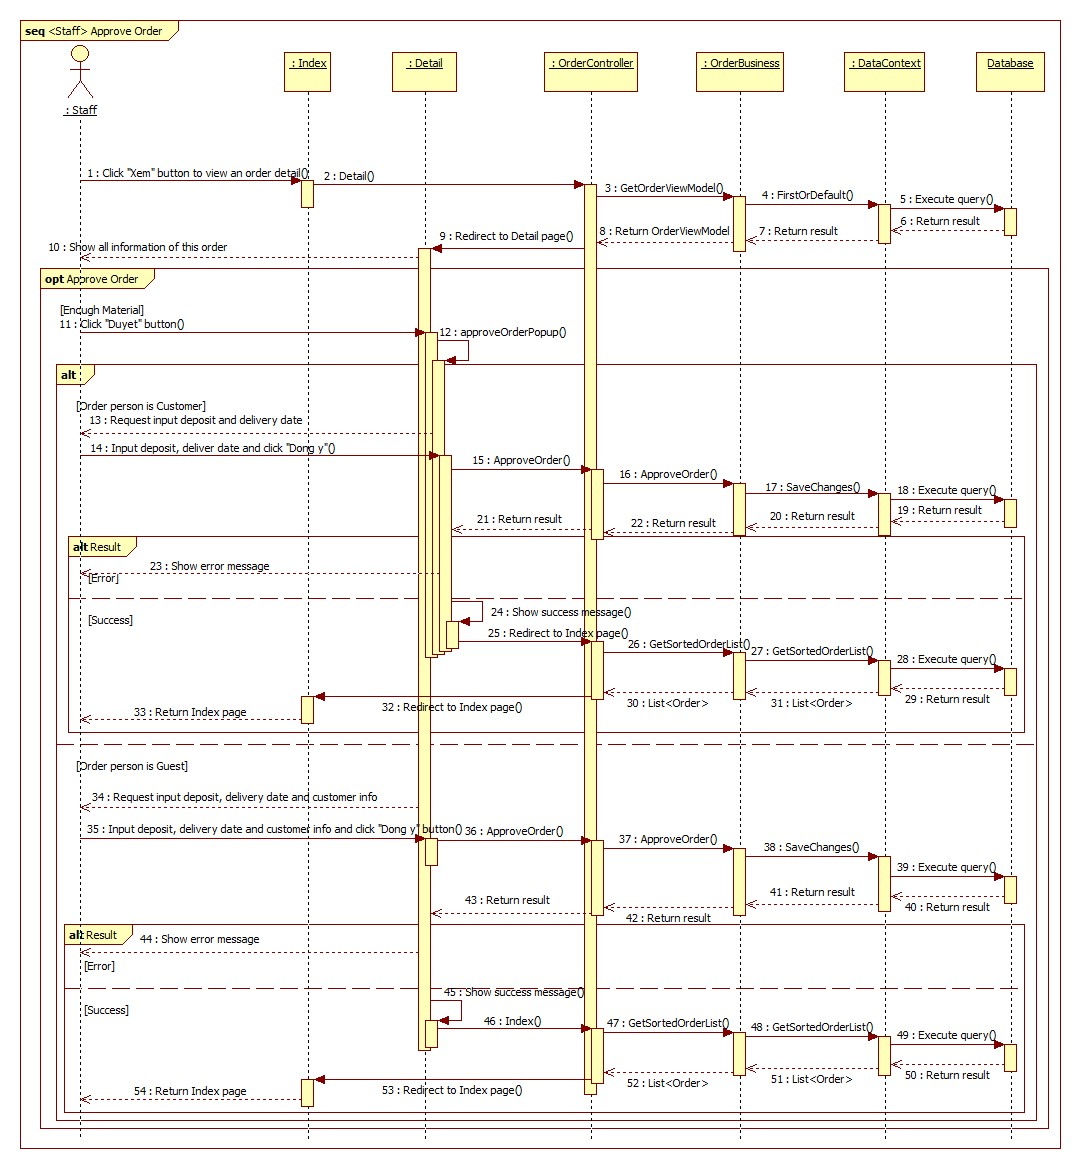 seq <Staff> Approve Order
: Staff
: Index
: Detail
: OrderController
: OrderBusiness
: DataContext
Database
1 : Click "Xem" button to view an order detail()
2 : Detail()
3 : GetOrderViewModel()
4 : FirstOrDefault()
5 : Execute query()
6 : Return result
7 : Return result
8 : Return OrderViewModel
9 : Redirect to Detail page()
10 : Show all information of this order
opt Approve Order
[Enough Material]
11 : Click "Duyet" button()
12 : approveOrderPopup()
alt
[Order person is Customer]
13 : Request input deposit and delivery date
14 : Input deposit, deliver date and click "Dong y"()
15 : ApproveOrder()
16 : ApproveOrder()
17 : SaveChanges()
18 : Execute query()
19 : Return result
20 : Return result
21 : Return result
22 : Return result
alt Result
23 : Show error message
[Error]
24 : Show success message()
[Success]
25 : Redirect to Index page()
26 : GetSortedOrderList()
27 : GetSortedOrderList()
28 : Execute query()
29 : Return result
30 : List<Order>
31 : List<Order>
32 : Redirect to Index page()
33 : Return Index page
[Order person is Guest]
34 : Request input deposit, delivery date and customer info
35 : Input deposit, delivery date and customer info and click "Dong y" button()
36 : ApproveOrder()
37 : ApproveOrder()
38 : SaveChanges()
39 : Execute query()
40 : Return result
41 : Return result
42 : Return result
43 : Return result
alt Result
44 : Show error message
[Error]
45 : Show success message()
[Success]
46 : Index()
47 : GetSortedOrderList()
48 : GetSortedOrderList()
49 : Execute query()
50 : Return result
51 : List<Order>
52 : List<Order>
53 : Redirect to Index page()
54 : Return Index page